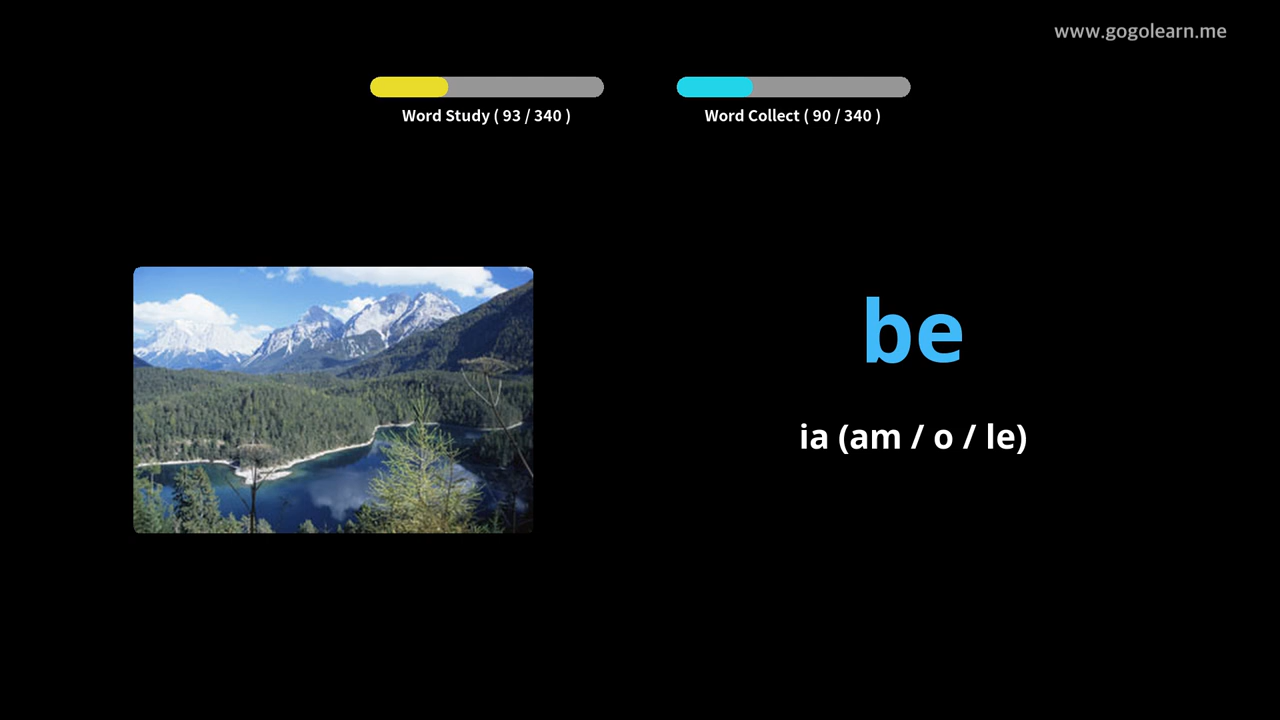 www.gogolearn.me
Word Study ( 93 / 340 )
Word Collect ( 90 / 340 )
be
ia (am / o / le)